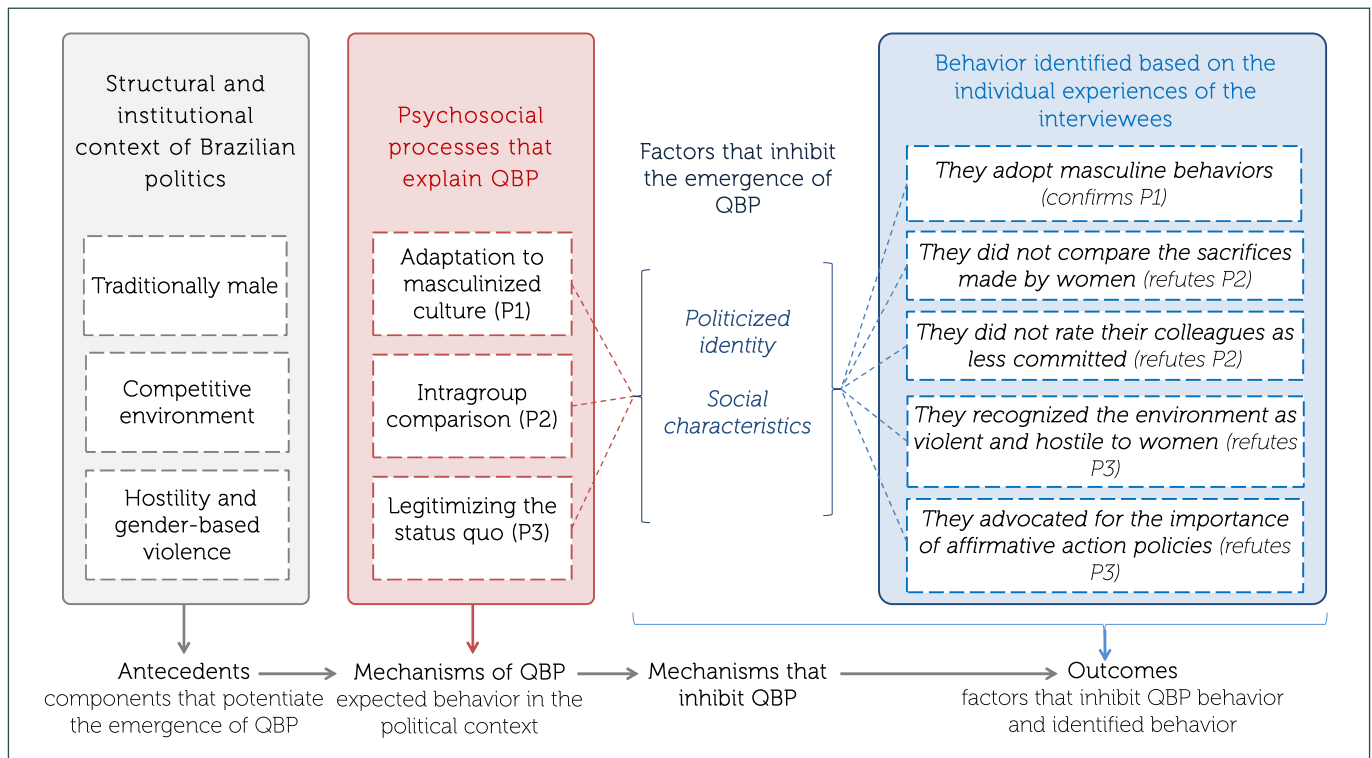 Structural and
institutional
context of Brazilian
politics
Traditionally male
Competitive
environment
Hostility and
gender-based
violence
Psychosocial
processes that
explain QBP
Adaptation to
masculinized
culture (P1)
Intragroup
comparison (P2)
Legitimizing the
status quo (P3)
Factors that inhibit
the emergence of
QBP
Politicized
identity
Social
characteristics
Behavior identified based on the
individual experiences of the
interviewees
They adopt masculine behaviors
(confirms P1)
They did not compare the sacrifices
made by women (refutes P2)
They did not rate their colleagues as
less committed (refutes P2)
They recognized the environment as
violent and hostile to women (refutes
P3)
They advocated for the importance
of affirmative action policies (refutes
P3)
Antecedents
components that potentiate
the emergence of QBP
Mechanisms of QBP
expected behavior in the
political context
Mechanisms that
inhibit QBP
Outcomes
factors that inhibit QBP behavior
and identified behavior